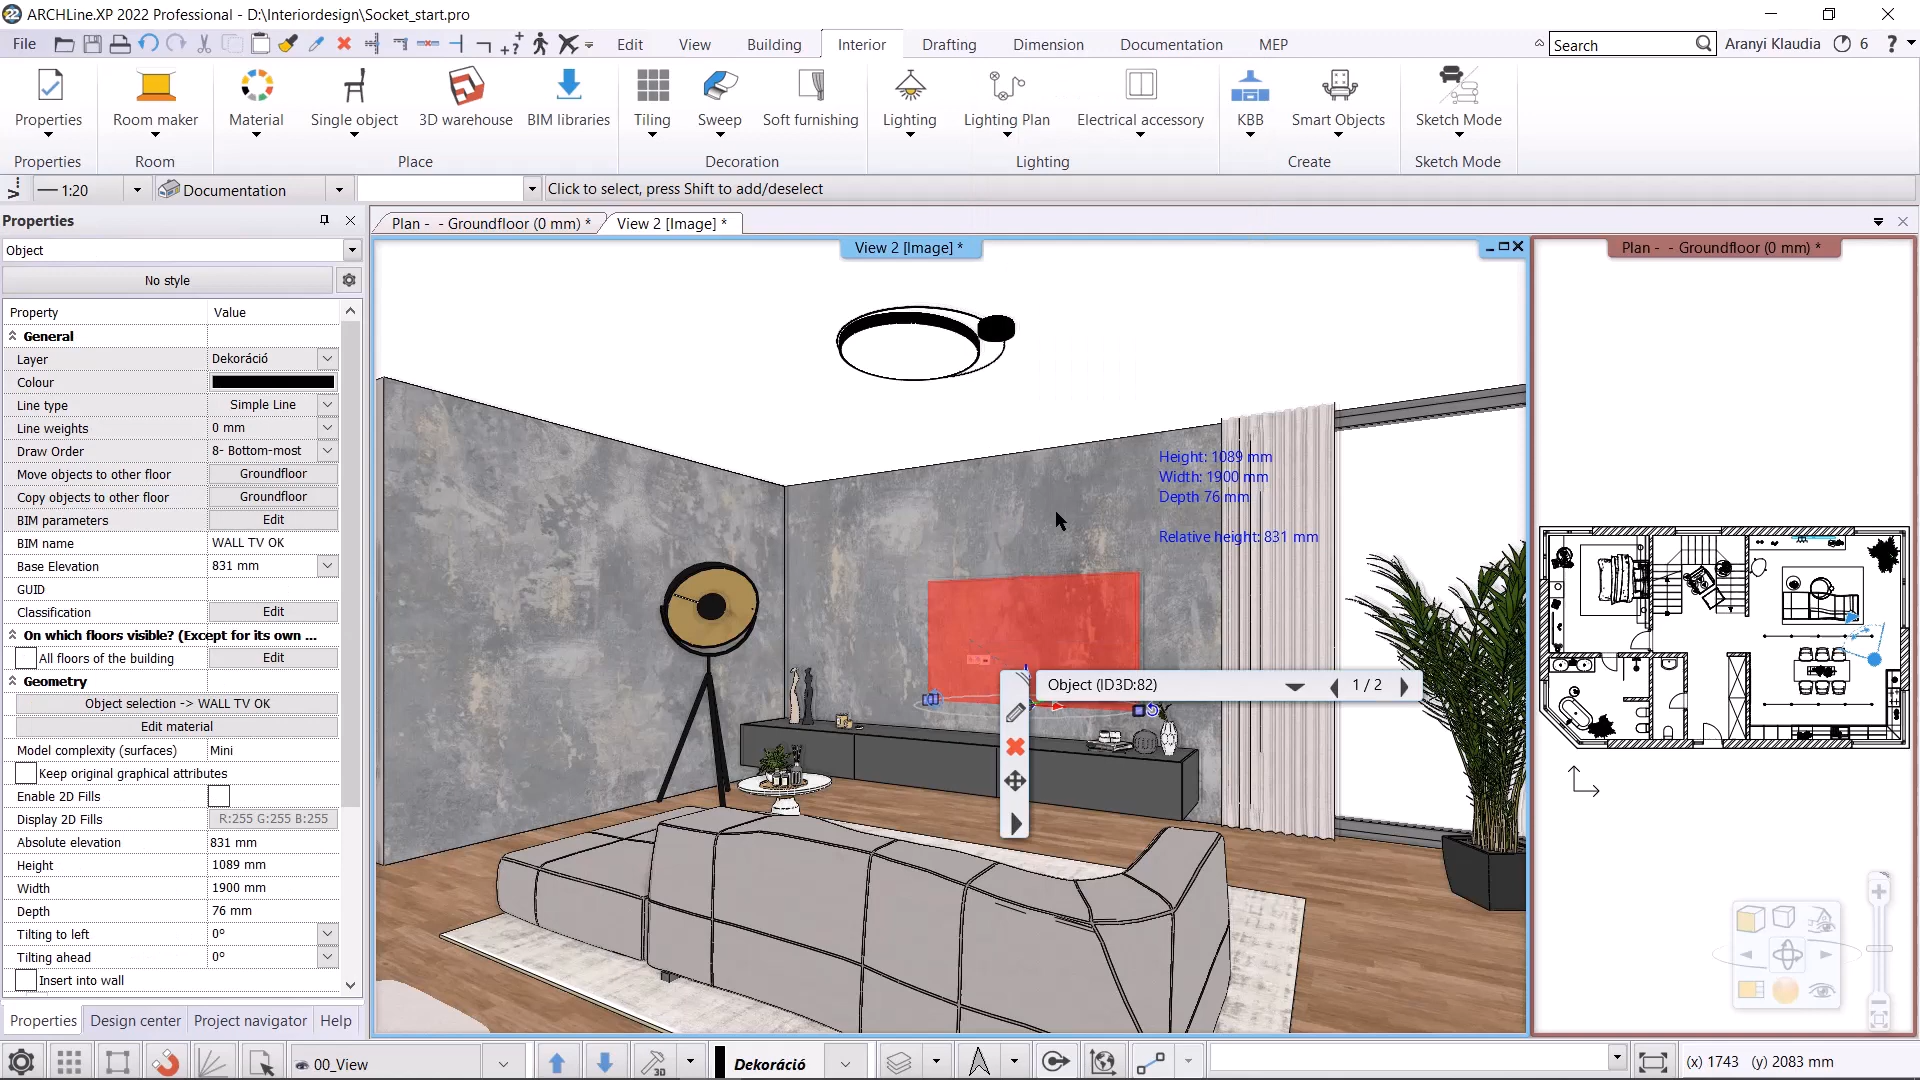 ARCHLine.XP 2022 Professional - D:\Interiordesign\Socket_start.pro
File
Edit
View
Building
Interior
Drafting
Dimension
Documentation
MEP
Search
Aranyi Klaudia
6
?
Properties
Room maker
Material
Single object
3D warehouse
BIM libraries
Tiling
Sweep
Soft furnishing
Lighting
Lighting Plan
Electrical accessory
KBB
Smart Objects
Sketch Mode
Properties
Room
Place
Decoration
Lighting
Create
Sketch Mode
1:20
Documentation
Click to select, press Shift to add/deselect
Properties
Plan - - Groundfloor (0 mm) *
View 2 [Image] *
Object
View 2 [Image] *
Plan - - Groundfloor (0 mm) *
No style
Property Value
General
Layer Dekoráció
Colour
Line type Simple Line
Line weights 0 mm
Draw Order 8- Bottom-most
Move objects to other floor Groundfloor
Copy objects to other floor Groundfloor
BIM parameters Edit
BIM name WALL TV OK
Base Elevation 831 mm
GUID
Classification Edit
On which floors visible? (Except for its own ...
All floors of the building Edit
Geometry
Object selection -> WALL TV OK
Edit material
Model complexity (surfaces) Mini
Keep original graphical attributes
Enable 2D Fills
Display 2D Fills R:255 G:255 B:255
Absolute elevation 831 mm
Height 1089 mm
Width 1900 mm
Depth 76 mm
Tilting to left 0°
Tilting ahead 0°
Insert into wall
Height: 1089 mm
Width: 1900 mm
Depth 76 mm
Relative height: 831 mm
Object (ID3D:82)
1 / 2
Properties
Design center
Project navigator
Help
00_View
3D
Dekoráció
(x) 1743 (y) 2083 mm